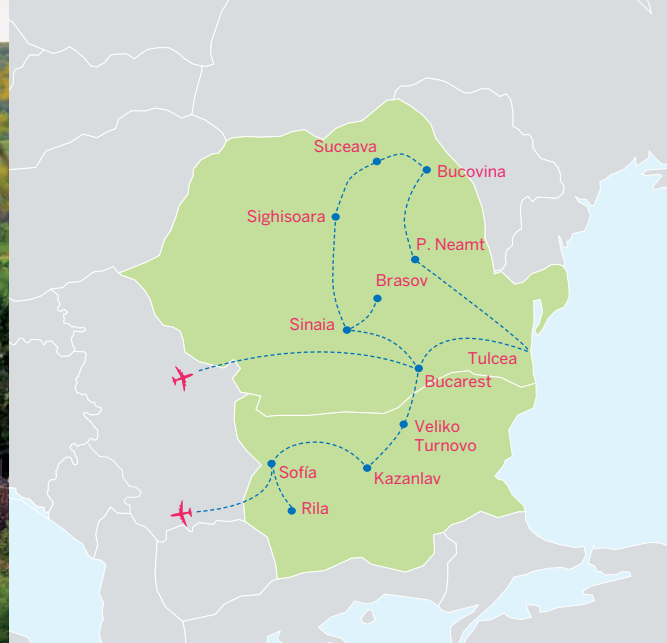 Suceava
Bucovina
Sighisoara
P. Neamt
Brasov
Sinaia
Tulcea
Bucarest
Veliko
Turnovo
Sofía
Kazanlav
Rila